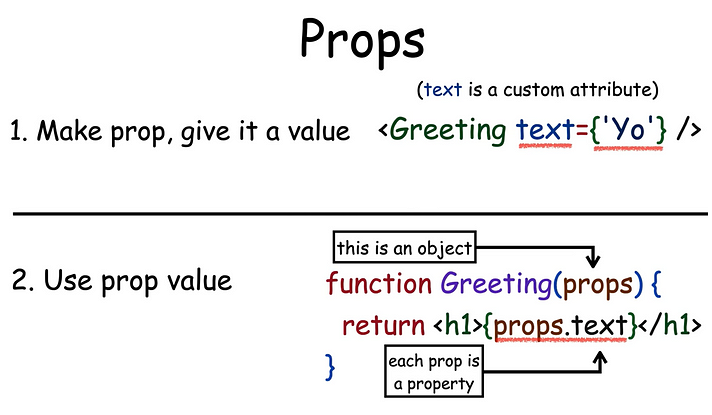 Props
(text is a custom attribute)
1. Make prop, give it a value <Greeting text={'Yo'} />
this is an object
2. Use prop value function Greeting(props) {
return <h1>{props.text}</h1>
}
each prop is
a property